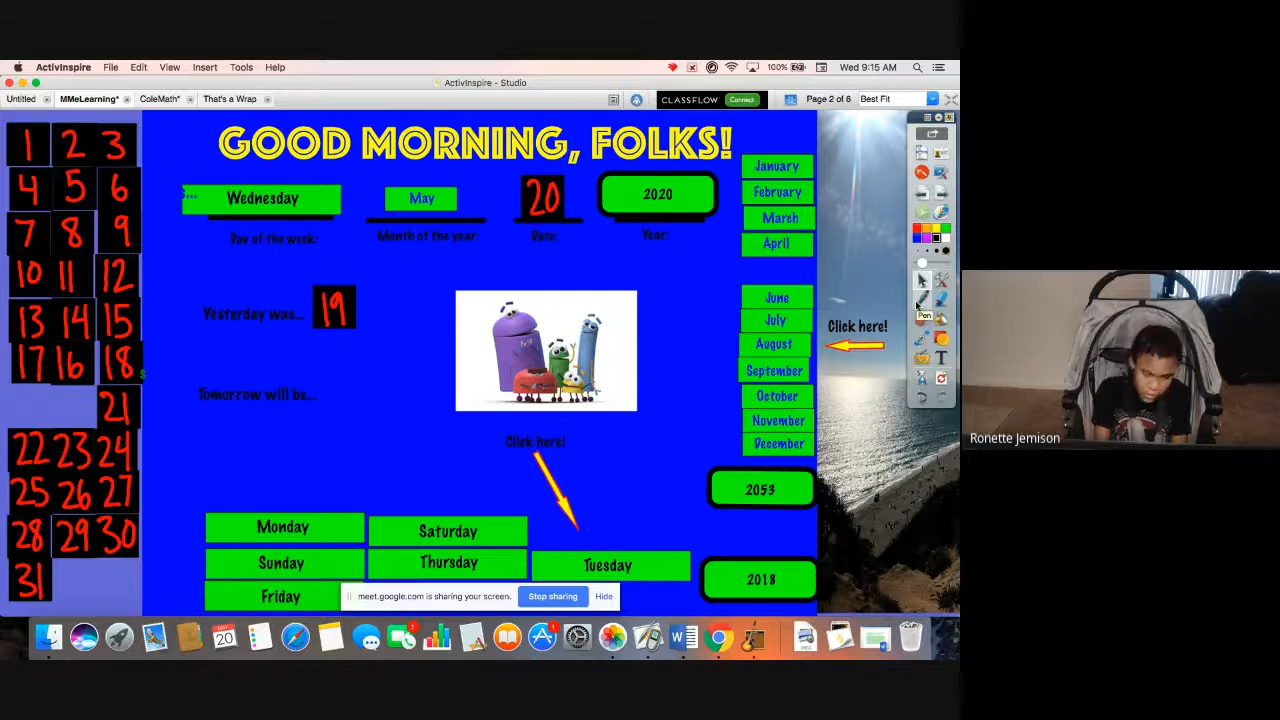 ActivInspire File Edit View Insert Tools Help
100% Wed 9:15 AM
ActivInspire - Studio
Untitled MMeLearning* ColeMath* That's a Wrap
CLASSFLOW Connect Page 2 of 6 Best Fit
GOOD MORNING, FOLKS!
s... Wednesday May 20 2020
Day of the week: Month of the year: Date: Year:
Yesterday was... 19
Tomorrow will be...
Click here!
1 2 3
4 5 6
7 8 9
10 11 12
13 14 15
17 16 18
s
21
22 23 24
25 26 27
28 29 30
31
January
February
March
April
June
July
August
September
October
November
December
Click here!
Pen
2053
2018
Monday Saturday
Sunday Thursday Tuesday
Friday
meet.google.com is sharing your screen. Stop sharing Hide
MAY
20
1
1
W
JPEG
Ronette Jemison